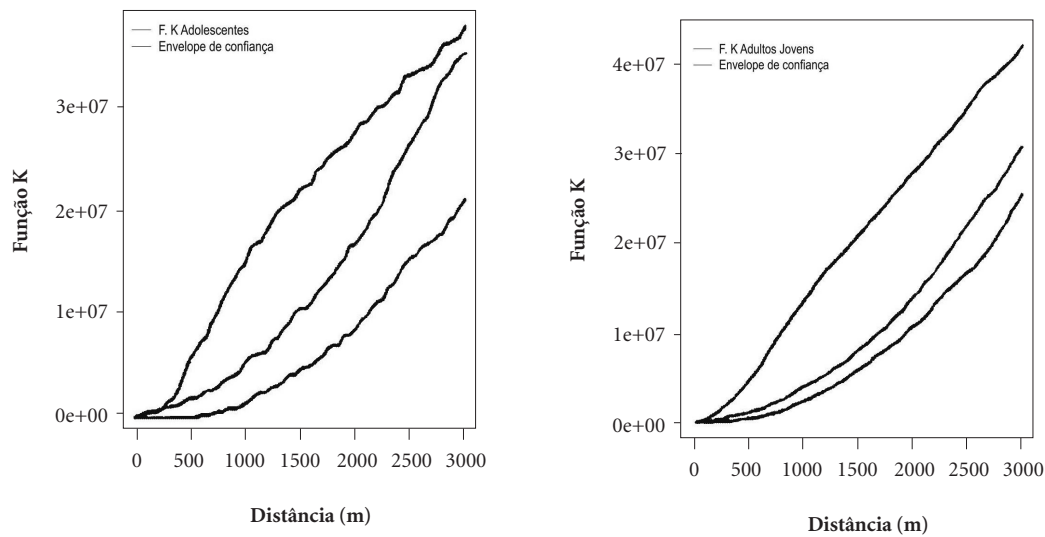 F. K Adolescentes
Envelope de confiança
3e+07
2e+07
1e+07
0e+00
Função K
0 500 1000 1500 2000 2500 3000
Distância (m)
F. K Adultos Jovens
Envelope de confiança
4e+07
3e+07
2e+07
1e+07
0e+00
Função K
0 500 1000 1500 2000 2500 3000
Distância (m)